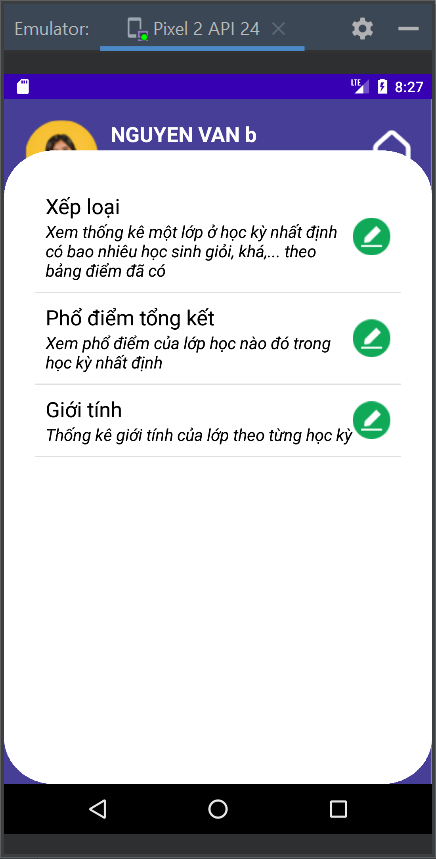 Emulator: Pixel 2 API 24
LTE 8:27
NGUYEN VAN b
Xếp loại
Xem thống kê một lớp ở học kỳ nhất định
có bao nhiêu học sinh giỏi, khá,... theo
bảng điểm đã có
Phổ điểm tổng kết
Xem phổ điểm của lớp học nào đó trong
học kỳ nhất định
Giới tính
Thống kê giới tính của lớp theo từng học kỳ